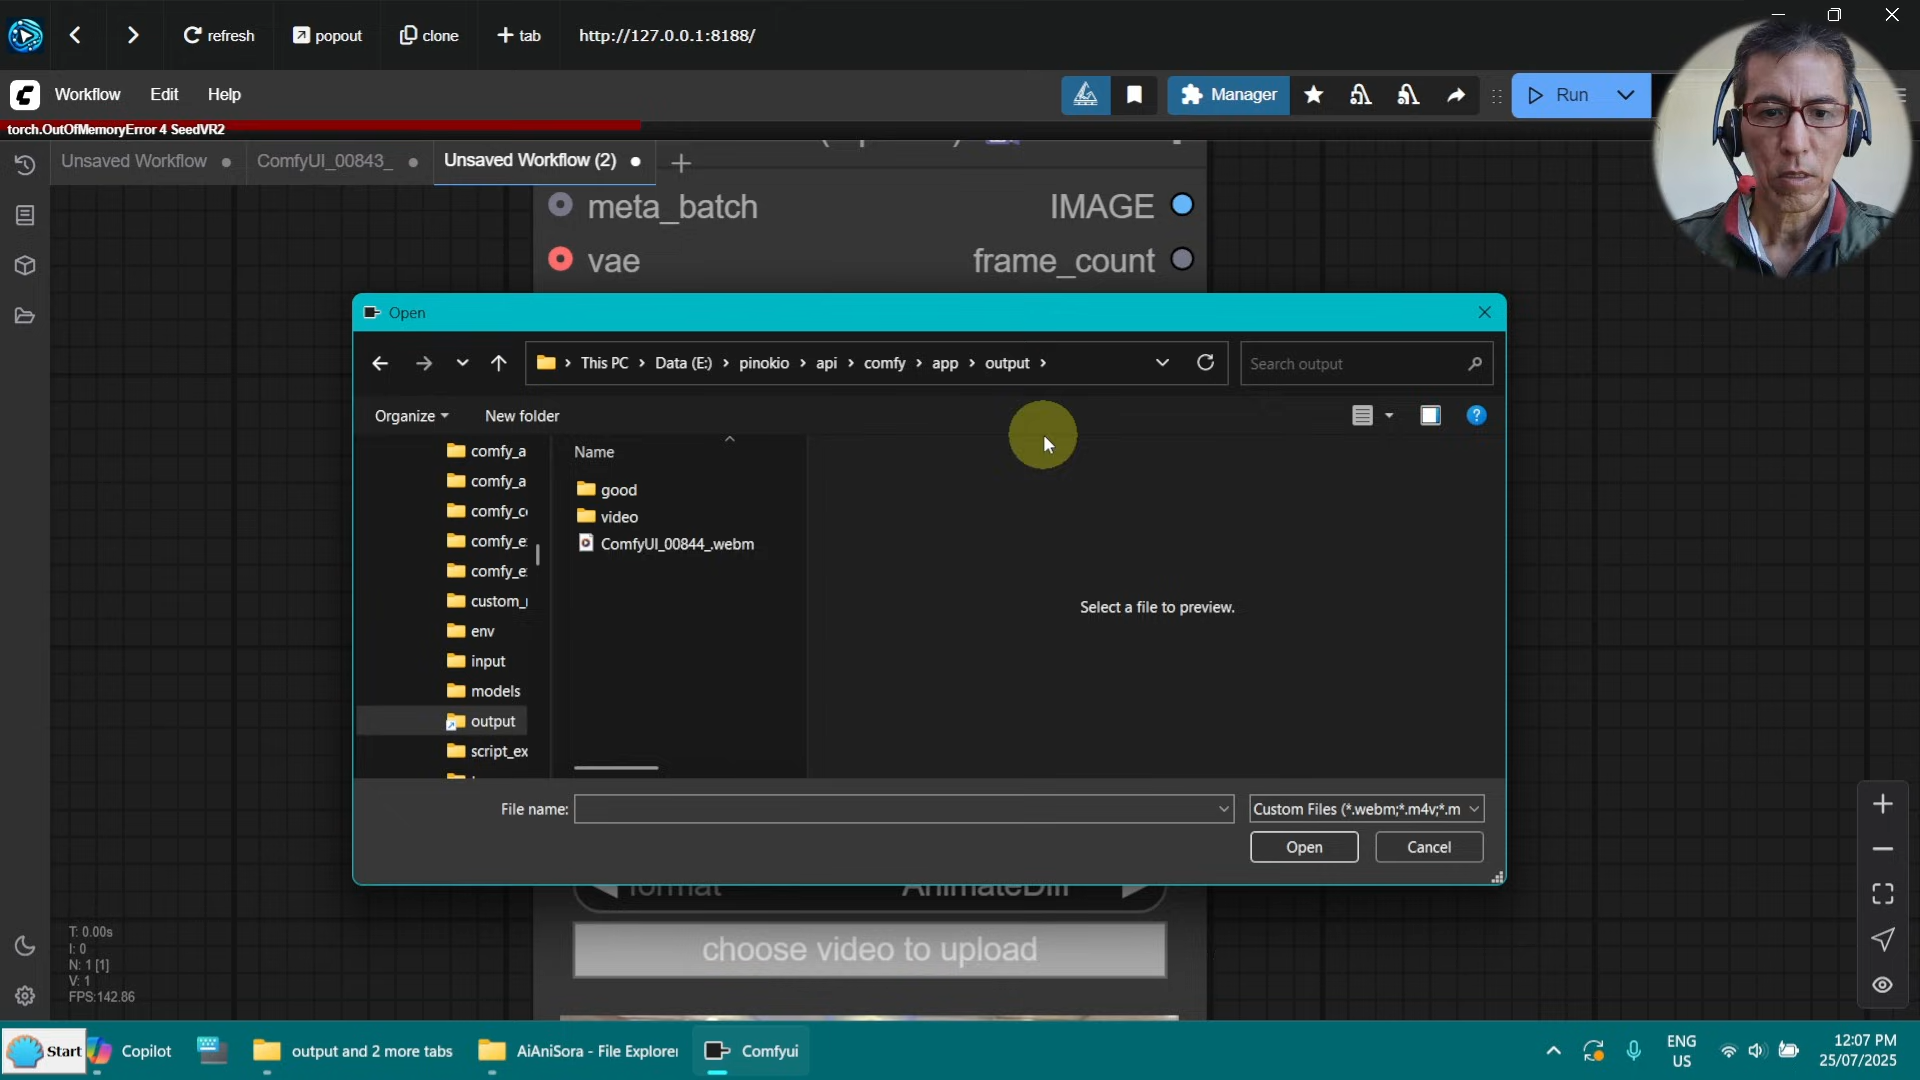 refresh
popout
clone
tab
http://127.0.0.1:8188/
Workflow
Edit
Help
Manager
Run
torch.OutOfMemoryError 4 SeedVR2
Unsaved Workflow
ComfyUI_00843_
Unsaved Workflow (2)
meta_batch
IMAGE
vae
frame_count
Open
This PC
Data (E:)
pinokio
api
comfy
app
output
Search output
Organize
New folder
Name
comfy_a
comfy_a
comfy_c
comfy_e
comfy_e
custom_
env
input
models
output
script_ex
good
video
ComfyUI_00844_.webm
Select a file to preview.
File name:
Custom Files (*.webm;*.m4v;*.m
Open
Cancel
format
AnimateDiff
choose video to upload
T: 0.00s
I: 0
N: 1 [1]
V: 1
FPS:142.86
Start
Copilot
output and 2 more tabs
AiAniSora - File Explorer
Comfyui
ENG
US
12:07 PM
25/07/2025